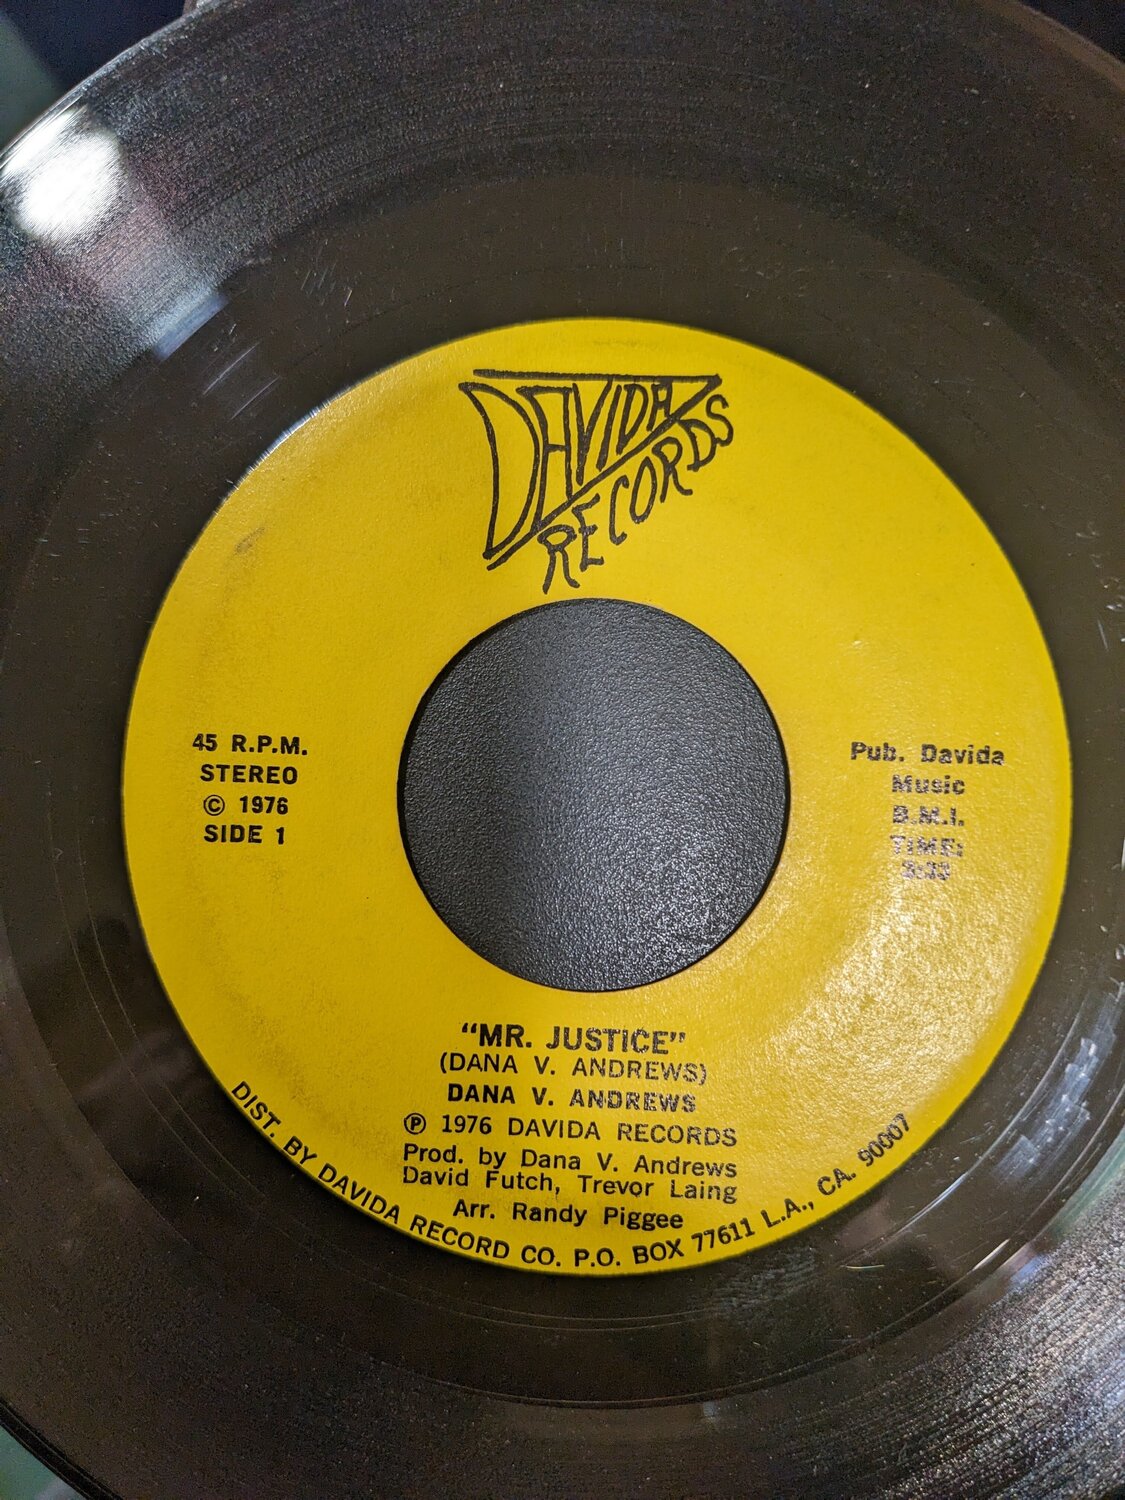 DAVIDA
RECORDS
45 R.P.M.
STEREO
© 1976
SIDE 1
Pub. Davida
Music
B.M.I.
TIME:
"MR. JUSTICE"
(DANA V. ANDREWS)
DANA V. ANDREWS
℗ 1976 DAVIDA RECORDS
Prod. by Dana V. Andrews
David Futch, Trevor Laing
Arr. Randy Piggee
DIST. BY DAVIDA RECORD CO. P.O. BOX 77611 L.A., CA. 90007